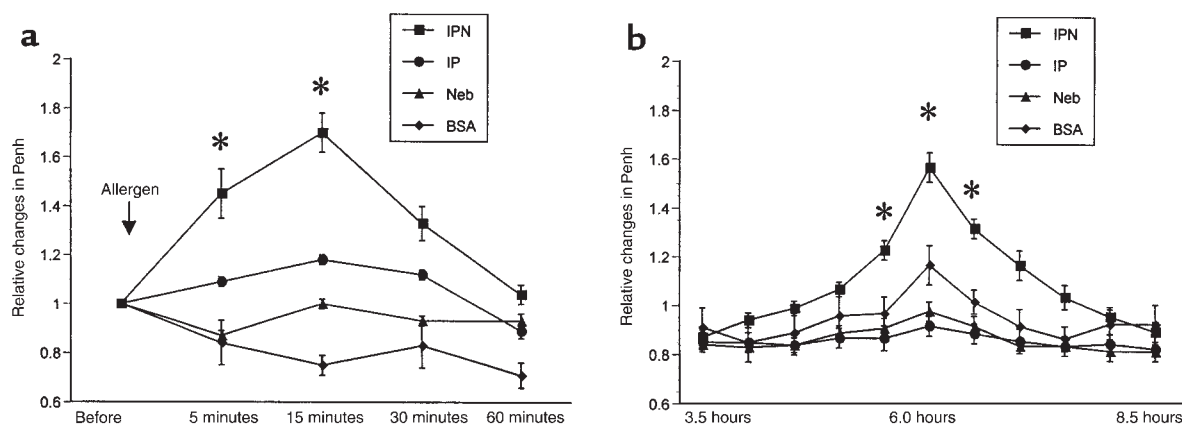 a
IPN
IP
Neb
BSA
Relative changes in Penh
2
1.8
1.6
1.4
1.2
1
0.8
0.6
*
*
Allergen
Before
5 minutes
15 minutes
30 minutes
60 minutes
b
IPN
IP
Neb
BSA
Relative changes in Penh
2
1.8
1.6
1.4
1.2
1
0.8
0.6
*
*
*
3.5 hours
6.0 hours
8.5 hours